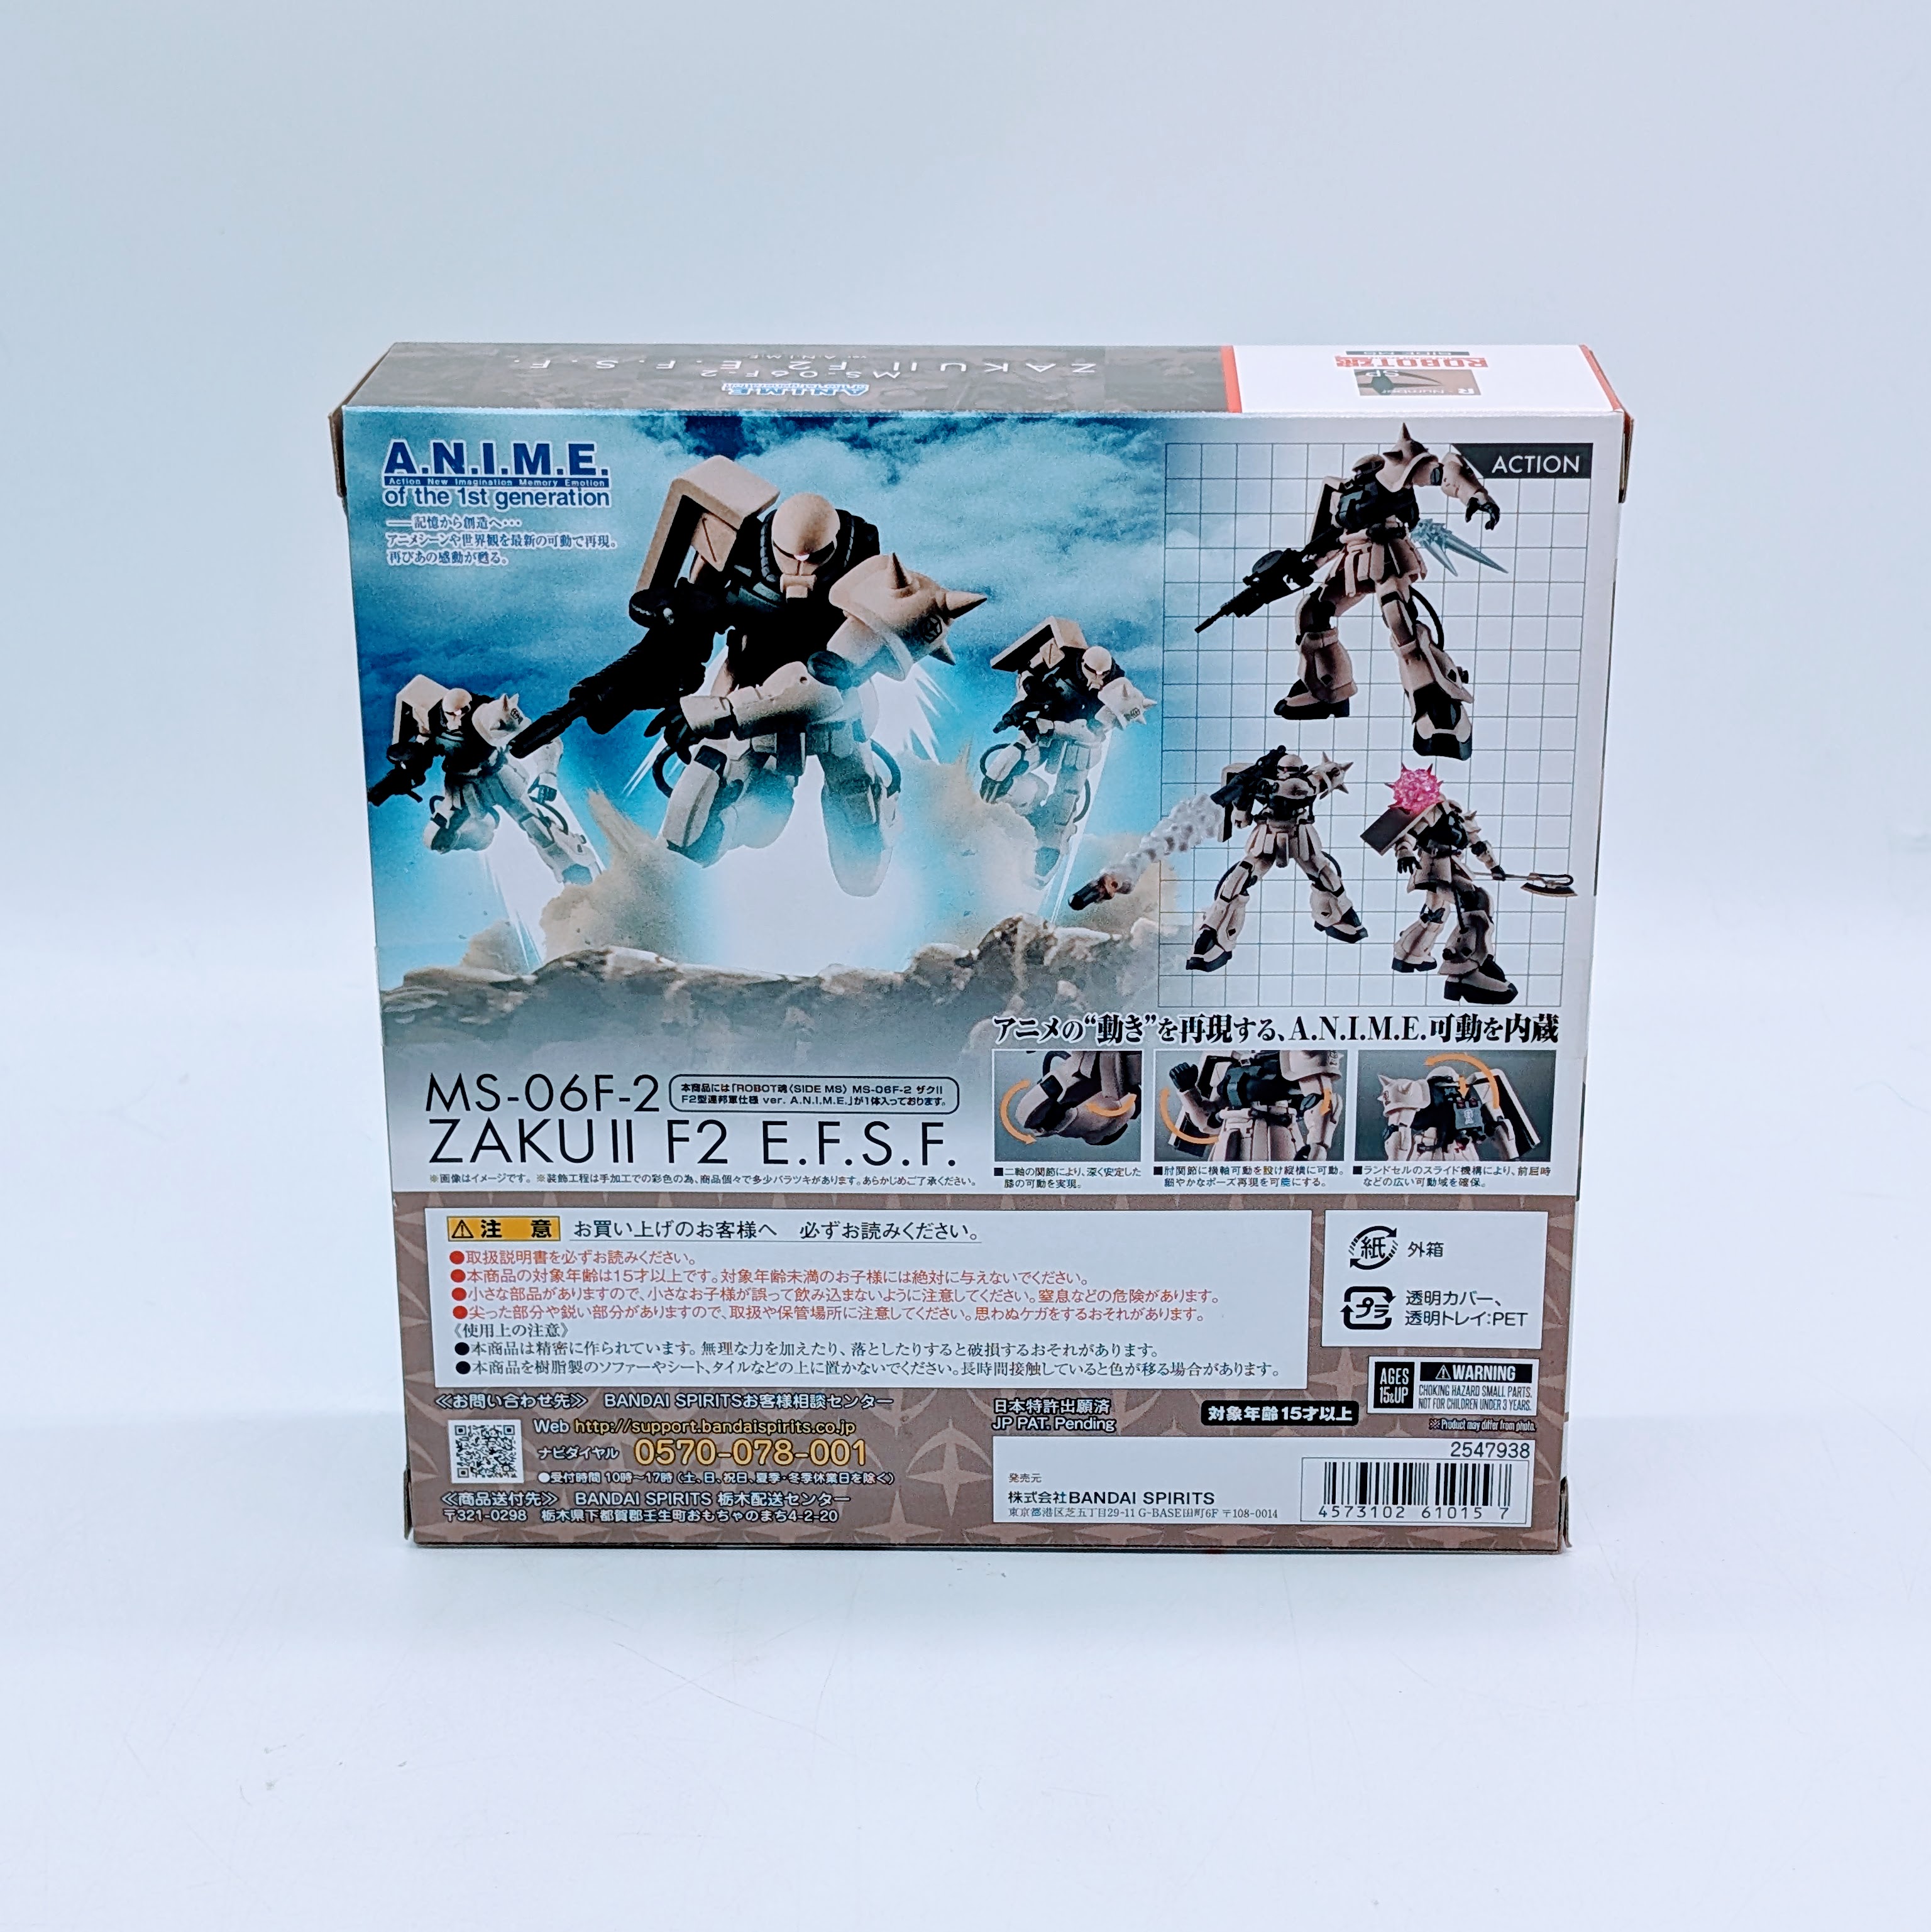 ZAKU II F2 E.F.S.F.
MS-06F-2
A.N.I.M.E.
ROBOT魂
SP
R-Number
A.N.I.M.E.
Action New Imagination Memory Emotion
of the 1st generation
──記憶から創造へ…
アニメシーンや世界観を最新の可動で再現。
再びあの感動が甦る。
ACTION
アニメの“動き”を再現する、A.N.I.M.E.可動を内蔵
MS-06F-2
本商品には「ROBOT魂〈SIDE MS〉 MS-06F-2 ザクII
F2型連邦軍仕様 ver. A.N.I.M.E.」が1体入っております。
ZAKU II F2 E.F.S.F.
※画像はイメージです。 ※装飾工程は手加工での彩色の為、商品個々で多少バラツキがあります。あらかじめご了承ください。
■二軸の関節により、深く安定した
膝の可動を実現。
■肘関節に横軸可動を設け縦横に可動。
細やかなポーズ再現を可能にする。
■ランドセルのスライド機構により、前屈時
などの広い可動域を確保。
⚠注 意 お買い上げのお客様へ 必ずお読みください。
●取扱説明書を必ずお読みください。
●本商品の対象年齢は15才以上です。対象年齢未満のお子様には絶対に与えないでください。
●小さな部品がありますので、小さなお子様が誤って飲み込まないように注意してください。窒息などの危険があります。
●尖った部分や鋭い部分がありますので、取扱や保管場所に注意してください。思わぬケガをするおそれがあります。
《使用上の注意》
●本商品は精密に作られています。無理な力を加えたり、落としたりすると破損するおそれがあります。
●本商品を樹脂製のソファーやシート、タイルなどの上に置かないでください。長時間接触していると色が移る場合があります。
紙 外箱
プラ 透明カバー、
透明トレイ:PET
AGES
15&UP
⚠WARNING
CHOKING HAZARD SMALL PARTS.
NOT FOR CHILDREN UNDER 3 YEARS.
※Product may differ from photo.
≪お問い合わせ先≫ BANDAI SPIRITSお客様相談センター
Web http://support.bandaispirits.co.jp
ナビダイヤル 0570-078-001
●受付時間 10時～17時 (土、日、祝日、夏季・冬季休業日を除く)
≪商品送付先≫ BANDAI SPIRITS 栃木配送センター
〒321-0298 栃木県下都賀郡壬生町おもちゃのまち4-2-20
日本特許出願済
JP PAT. Pending
対象年齢15才以上
2547938
発売元
株式会社BANDAI SPIRITS
東京都港区芝五丁目29-11 G-BASE田町6F 〒108-0014
4573102 61015 7